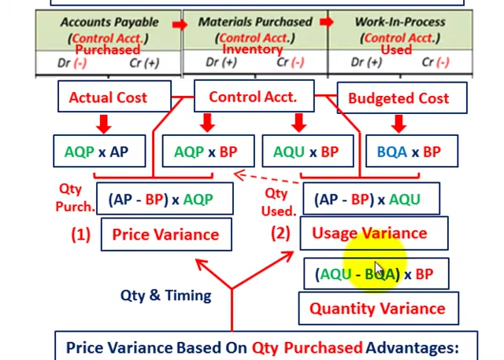 Accounts Payable Materials Purchased Work-In-Process
(Control Acct.) (Control Acct.) (Control Acct.)
Purchased Inventory Used
Dr (-) Cr (+) Dr (+) Cr (-) Dr (+) Cr (-)
Actual Cost Control Acct. Budgeted Cost
AQP x AP AQP x BP AQU x BP BQA x BP
Qty Purch. (AP - BP) x AQP Qty Used. (AP - BP) x AQU
(1) Price Variance (2) Usage Variance
(AQU - BQA) x BP
Qty & Timing
Quantity Variance
Price Variance Based On Qty Purchased Advantages: